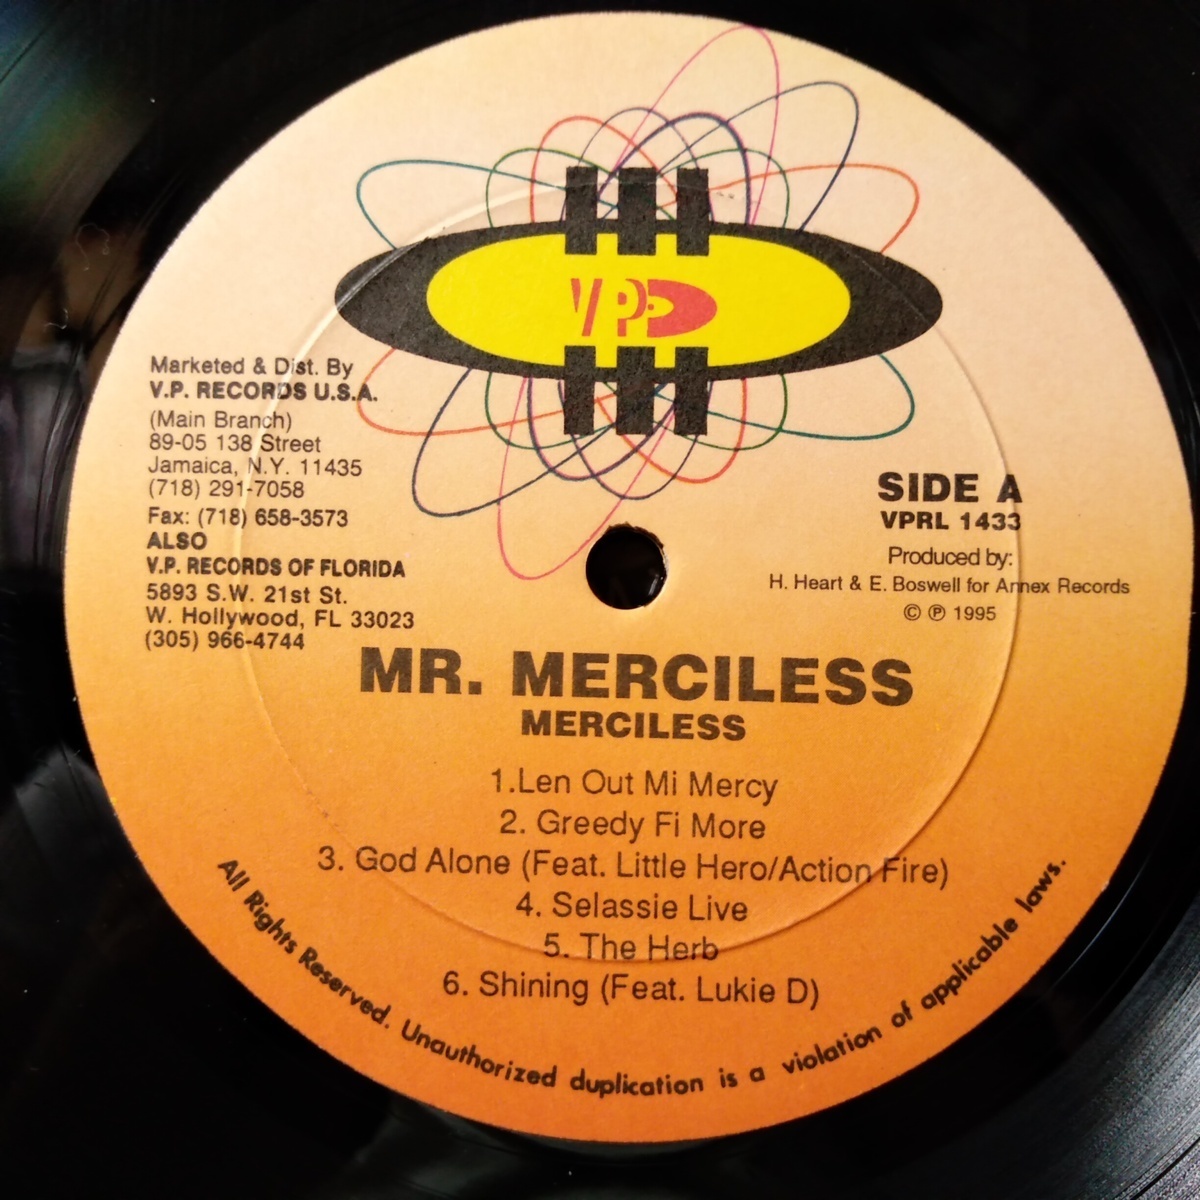 VP
Marketed & Dist. By
V.P. RECORDS U.S.A.
(Main Branch)
89-05 138 Street
Jamaica, N.Y. 11435
(718) 291-7058
Fax: (718) 658-3573
ALSO
V.P. RECORDS OF FLORIDA
5893 S.W. 21st St.
W. Hollywood, FL 33023
(305) 966-4744
SIDE A
VPRL 1433
Produced by:
H. Heart & E. Boswell for Annex Records
© ℗ 1995
MR. MERCILESS
MERCILESS
1.Len Out Mi Mercy
2. Greedy Fi More
3. God Alone (Feat. Little Hero/Action Fire)
4. Selassie Live
5. The Herb
6. Shining (Feat. Lukie D)
All Rights Reserved. Unauthorized duplication is a violation of applicable laws.